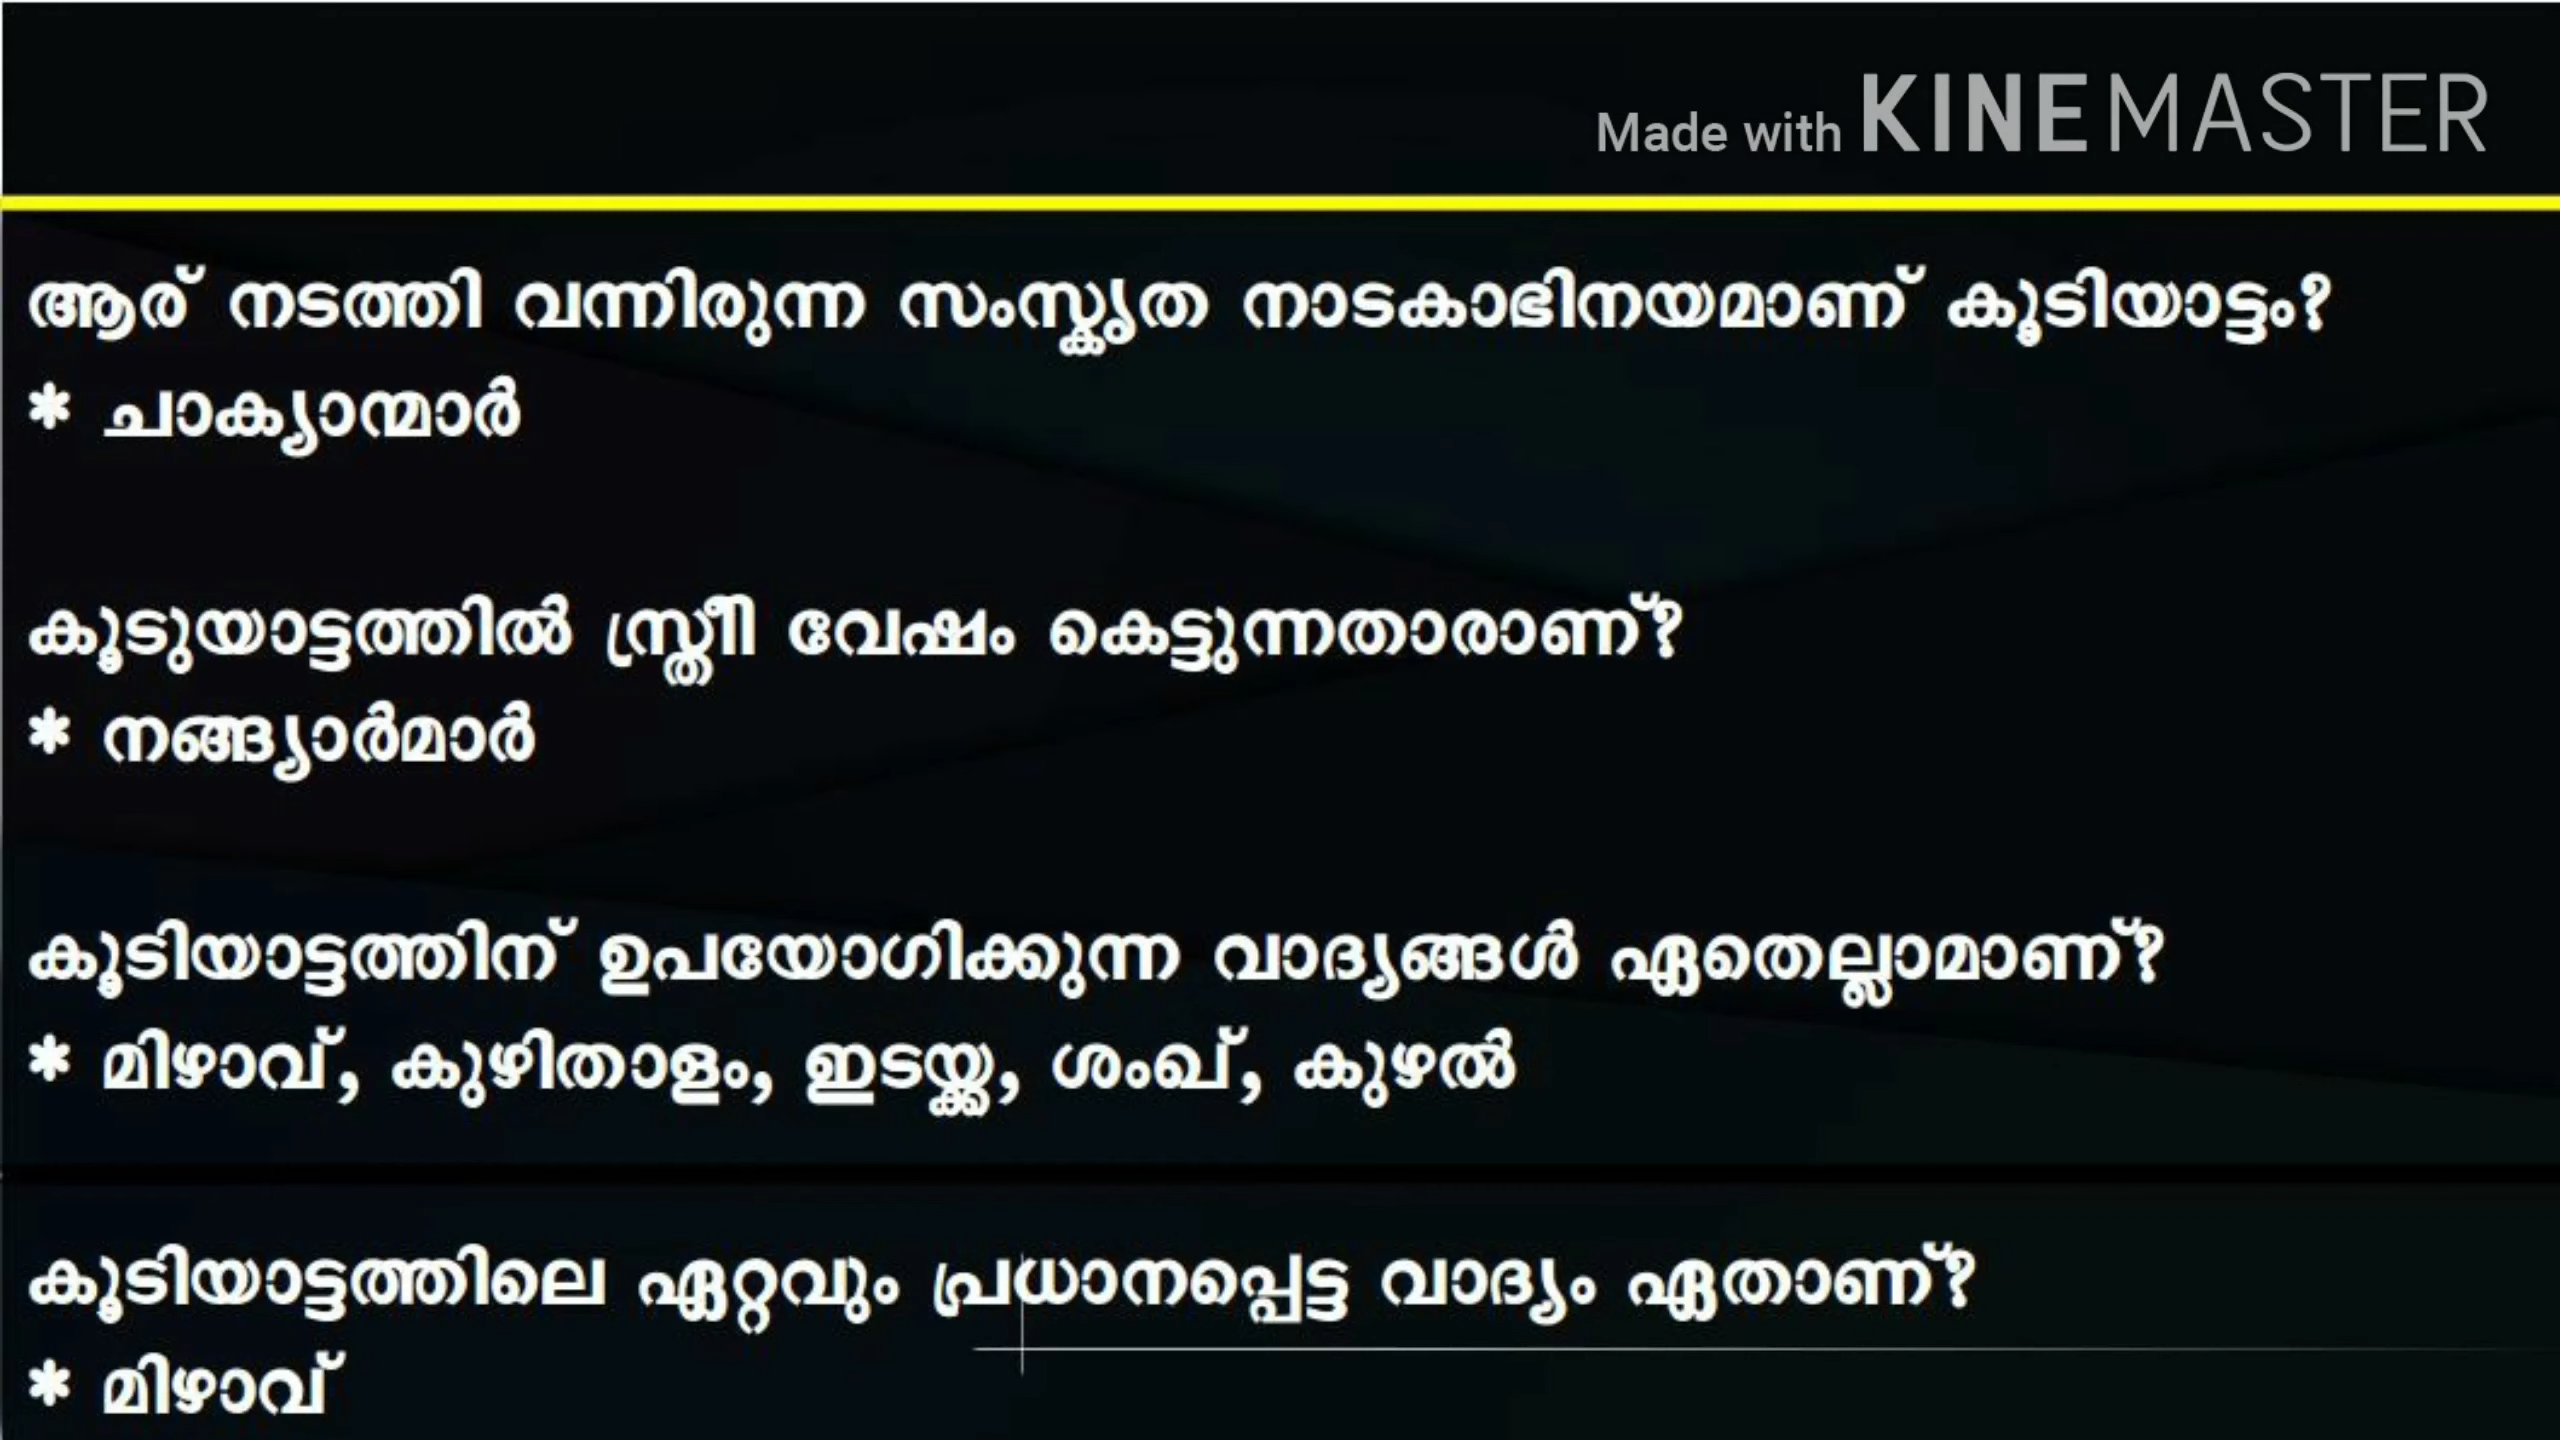 Made with KINEMASTER
ആര് നടത്തി വന്നിരുന്ന സംസ്കൃത നാടകാഭിനയമാണ് കൂടിയാട്ടം?
* ചാക്യാന്മാർ
കൂടുയാട്ടത്തിൽ സ്ത്രീ വേഷം കെട്ടുന്നതാരാണ്?
* നങ്ങ്യാർമാർ
കൂടിയാട്ടത്തിന് ഉപയോഗിക്കുന്ന വാദ്യങ്ങൾ ഏതെല്ലാമാണ്?
* മിഴാവ്, കുഴിതാളം, ഇടയ്ക്ക, ശംഖ്, കുഴൽ
കൂടിയാട്ടത്തിലെ ഏറ്റവും പ്രധാനപ്പെട്ട വാദ്യം ഏതാണ്?
* മിഴാവ്